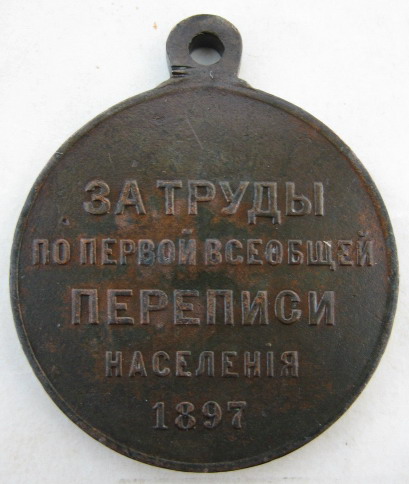 ЗА ТРУДЫ
ПО ПЕРВОЙ ВСЕОБЩЕЙ
ПЕРЕПИСИ
НАСЕЛЕНІЯ
1897